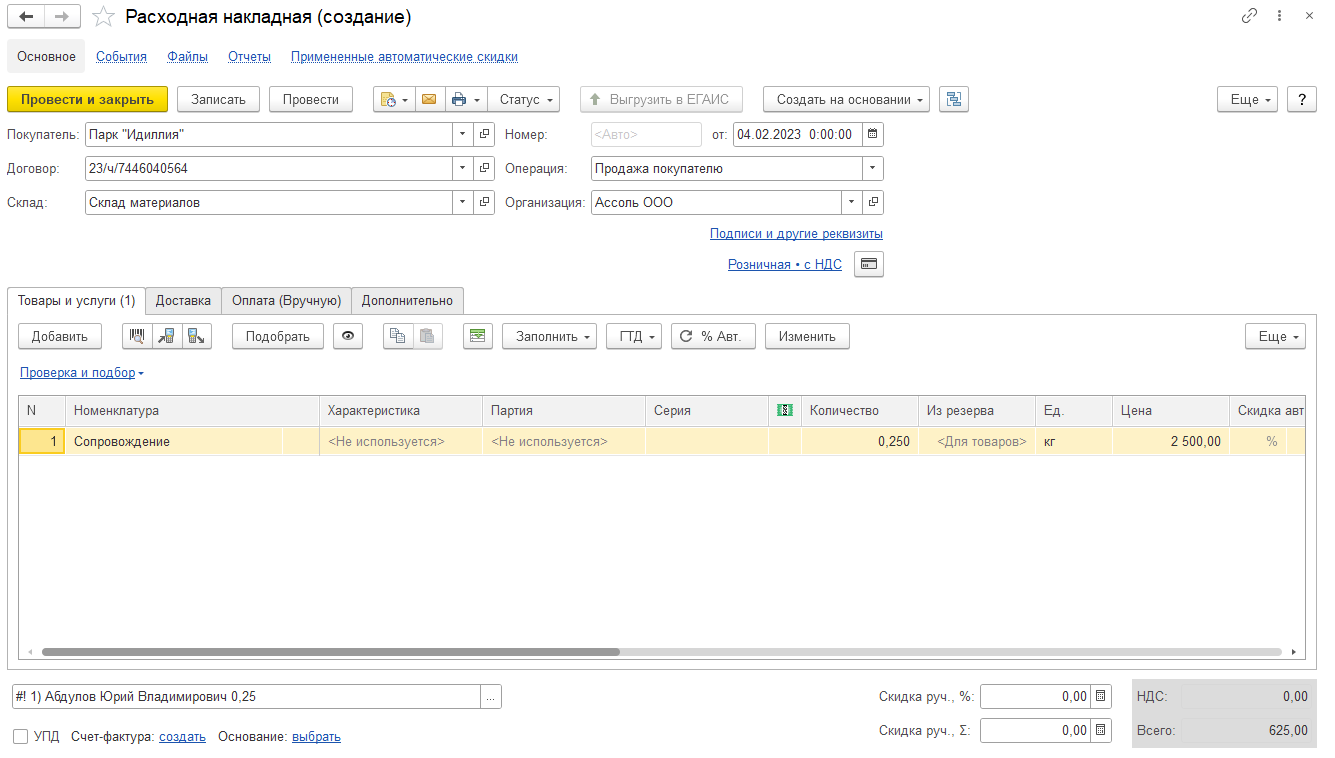 Расходная накладная (создание)
Основное События Файлы Отчеты Примененные автоматические скидки
Провести и закрыть Записать Провести Статус Выгрузить в ЕГАИС Создать на основании Еще ?
Покупатель: Парк "Идиллия" Номер: <Авто> от: 04.02.2023 0:00:00
Договор: 23/ч/7446040564 Операция: Продажа покупателю
Склад: Склад материалов Организация: Ассоль ООО
Подписи и другие реквизиты
Розничная • с НДС
Товары и услуги (1) Доставка Оплата (Вручную) Дополнительно
Добавить Подобрать Заполнить ГТД % Авт. Изменить Еще
Проверка и подбор
N Номенклатура Характеристика Партия Серия Количество Из резерва Ед. Цена Скидка авт
1 Сопровождение <Не используется> <Не используется> 0,250 <Для товаров> кг 2 500,00 %
#! 1) Абдулов Юрий Владимирович 0,25 ... Скидка руч., %: 0,00 НДС: 0,00
УПД Счет-фактура: создать Основание: выбрать Скидка руч., Σ: 0,00 Всего: 625,00